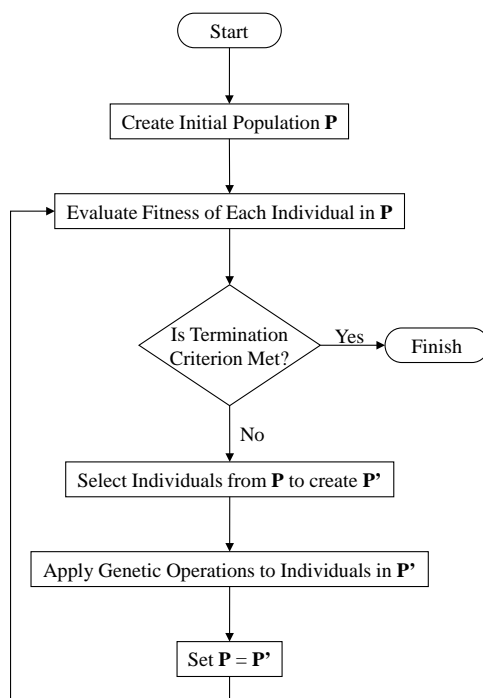 Start
Create Initial Population P
Evaluate Fitness of Each Individual in P
Is Termination
Criterion Met?
Yes
Finish
No
Select Individuals from P to create P’
Apply Genetic Operations to Individuals in P’
Set P = P’